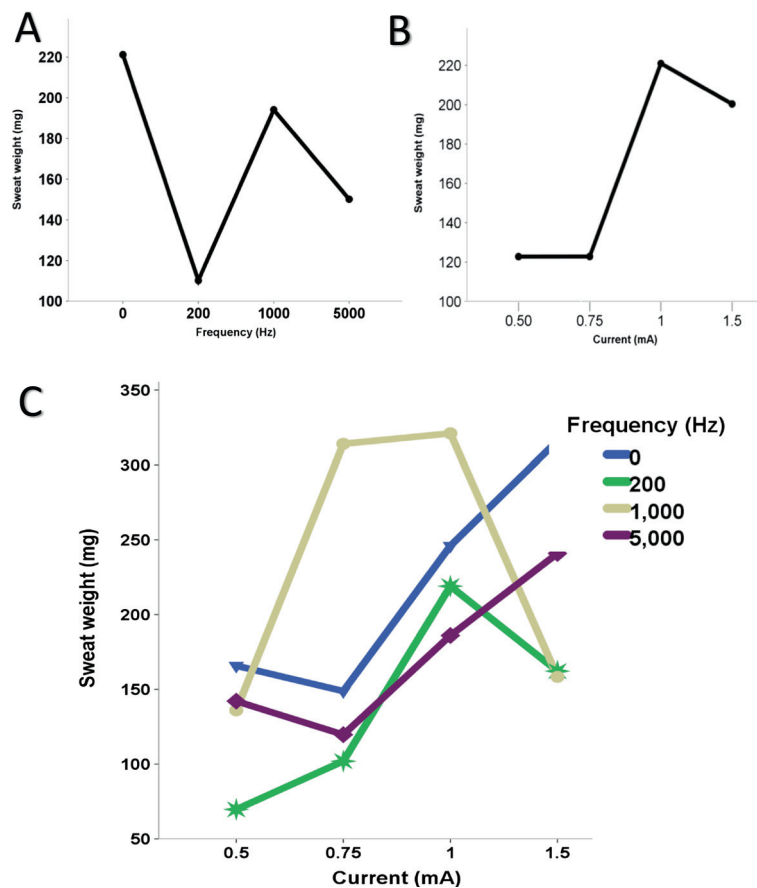 A
Sweat weight (mg)
220
200
180
160
140
120
100
0 200 1000 5000
Frequency (Hz)
B
Sweat weight (mg)
220
200
180
160
140
120
100
0.50 0.75 1 1.5
Current (mA)
C
Sweat weight (mg)
350
300
250
200
150
100
50
0.5 0.75 1 1.5
Current (mA)
Frequency (Hz)
0
200
1,000
5,000